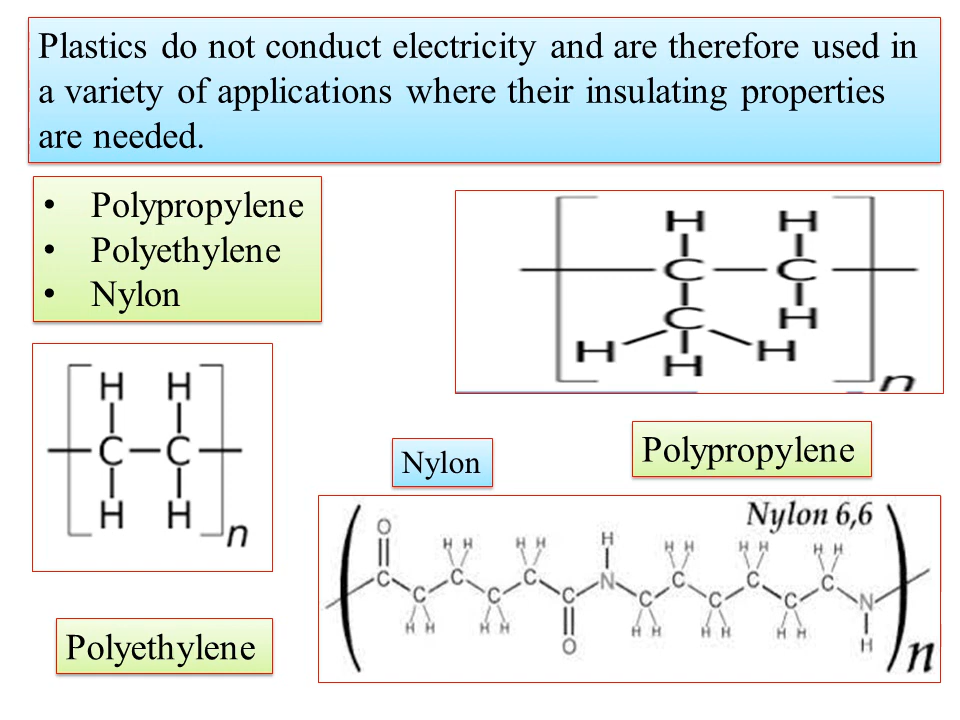 Plastics do not conduct electricity and are therefore used in
a variety of applications where their insulating properties
are needed.
• Polypropylene
• Polyethylene
• Nylon
H H
C C
H C H
H H
n
Polypropylene
H H
C C
H H
n
Polyethylene
Nylon
Nylon 6,6
O H H H H H H H H H H H
C C C N C C C
C C C C C C N
H H H H O H H H H H H H
n